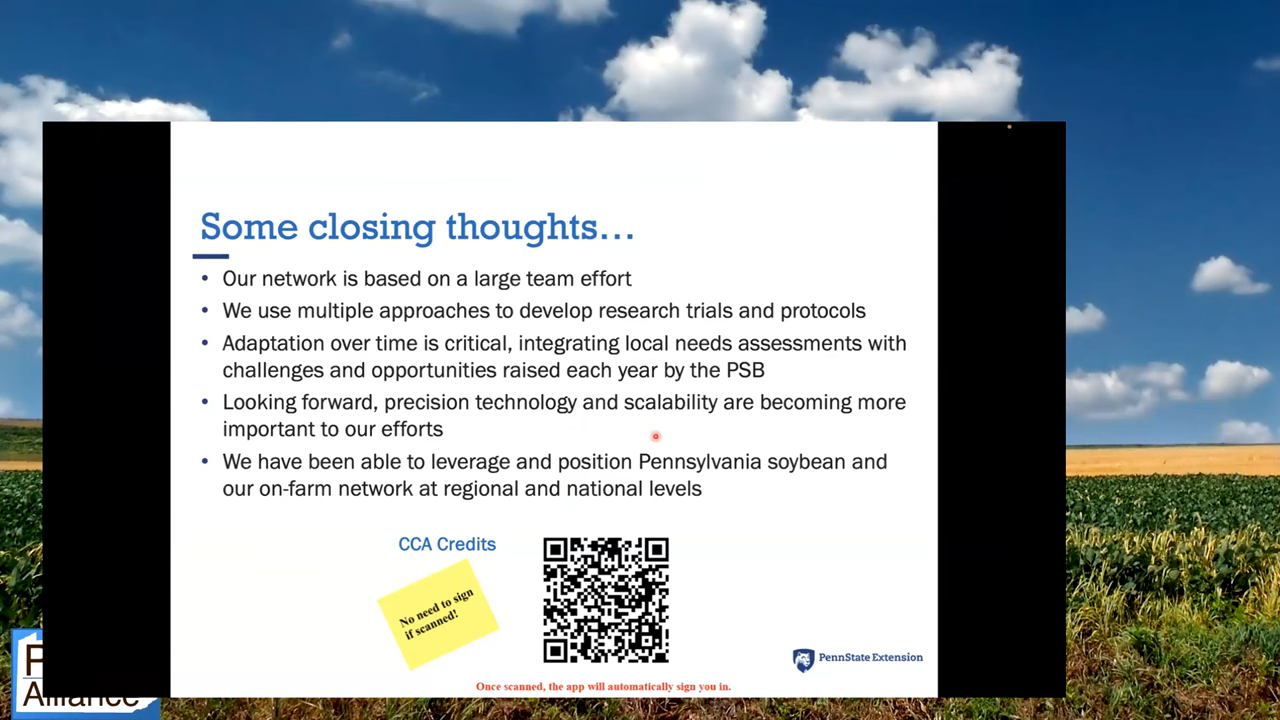 Some closing thoughts...
• Our network is based on a large team effort
• We use multiple approaches to develop research trials and protocols
• Adaptation over time is critical, integrating local needs assessments with
challenges and opportunities raised each year by the PSB
• Looking forward, precision technology and scalability are becoming more
important to our efforts
• We have been able to leverage and position Pennsylvania soybean and
our on-farm network at regional and national levels
CCA Credits
No need to sign
if scanned!
PennState Extension
Once scanned, the app will automatically sign you in.
Alliance